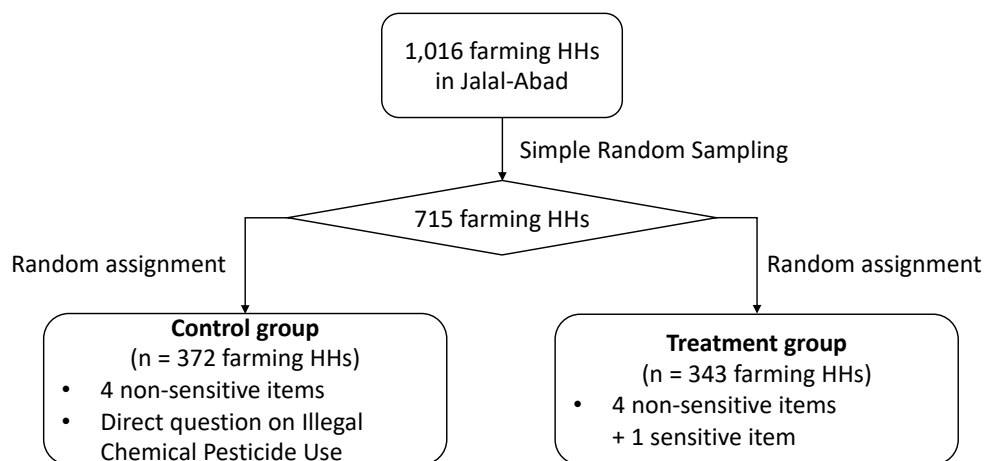 1,016 farming HHs
in Jalal-Abad
Simple Random Sampling
715 farming HHs
Random assignment
Random assignment
Control group
(n = 372 farming HHs)
• 4 non-sensitive items
• Direct question on Illegal
Chemical Pesticide Use
Treatment group
(n = 343 farming HHs)
• 4 non-sensitive items
+ 1 sensitive item